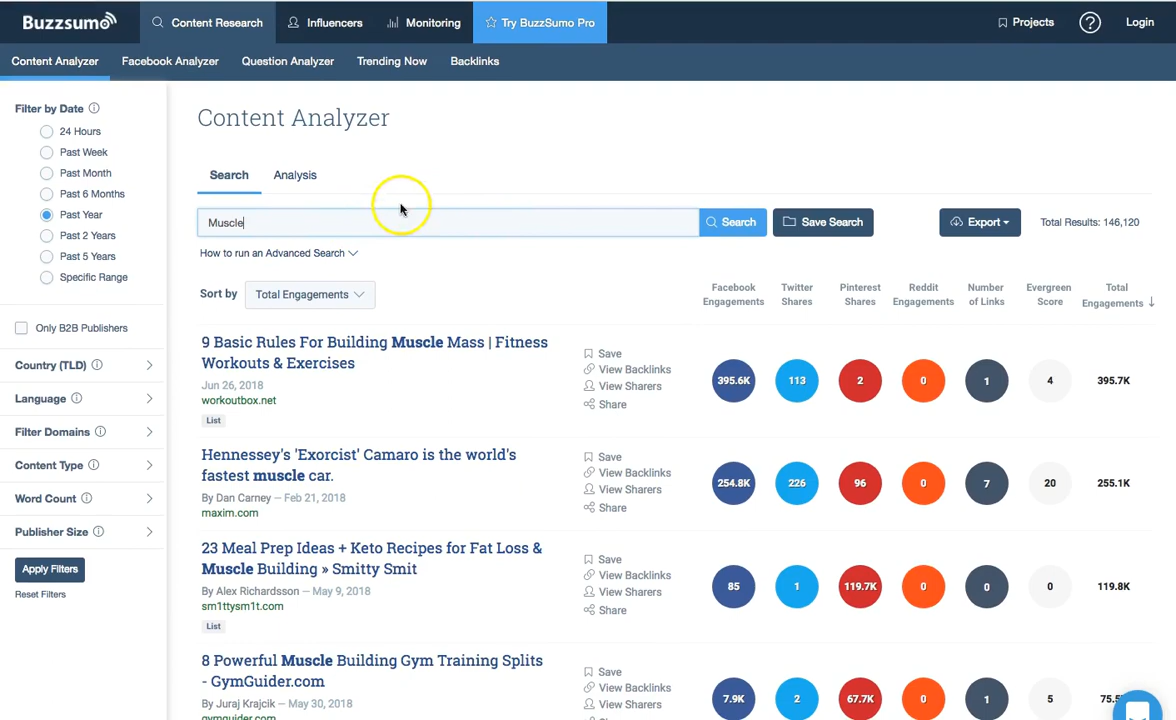 Buzzsumo
Content Research
Influencers
Monitoring
Try BuzzSumo Pro
Projects
?
Login
Content Analyzer
Facebook Analyzer
Question Analyzer
Trending Now
Backlinks
Filter by Date
24 Hours
Past Week
Past Month
Past 6 Months
Past Year
Past 2 Years
Past 5 Years
Specific Range
Only B2B Publishers
Country (TLD)
Language
Filter Domains
Content Type
Word Count
Publisher Size
Apply Filters
Reset Filters
Content Analyzer
Search
Analysis
Muscle
Search
Save Search
Export
Total Results: 146,120
How to run an Advanced Search
Sort by
Total Engagements
Facebook
Engagements
Twitter
Shares
Pinterest
Shares
Reddit
Engagements
Number
of Links
Evergreen
Score
Total
Engagements
9 Basic Rules For Building Muscle Mass | Fitness
Workouts & Exercises
Jun 26, 2018
workoutbox.net
List
Save
View Backlinks
View Sharers
Share
395.6K
113
2
0
1
4
395.7K
Hennessey's 'Exorcist' Camaro is the world's
fastest muscle car.
By Dan Carney — Feb 21, 2018
maxim.com
Save
View Backlinks
View Sharers
Share
254.8K
226
96
0
7
20
255.1K
23 Meal Prep Ideas + Keto Recipes for Fat Loss &
Muscle Building » Smitty Smit
By Alex Richardsson — May 9, 2018
sm1ttysm1t.com
List
Save
View Backlinks
View Sharers
Share
85
1
119.7K
0
0
0
119.8K
8 Powerful Muscle Building Gym Training Splits
- GymGuider.com
By Juraj Krajcik — May 30, 2018
gymguider.com
Save
View Backlinks
View Sharers
7.9K
2
67.7K
0
1
5